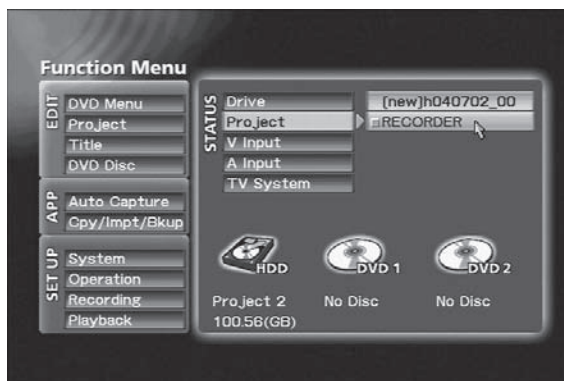 Function Menu
EDIT
DVD Menu
Project
Title
DVD Disc
APP
Auto Capture
Cpy/Impt/Bkup
SET UP
System
Operation
Recording
Playback
STATUS
Drive
Project
V Input
A Input
TV System
(new)h040702_00
RECORDER
HDD
DVD 1
DVD 2
Project 2
No Disc
No Disc
100.56(GB)